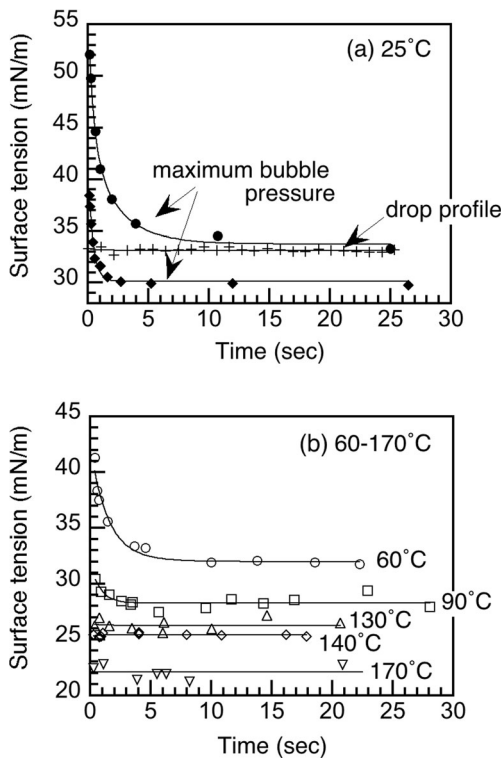 (a) 25˚C
Surface tension (mN/m)
55
50
45
40
35
30
maximum bubble
pressure
drop profile
0 5 10 15 20 25 30
Time (sec)
(b) 60-170˚C
Surface tension (mN/m)
45
40
35
30
25
20
60˚C
90˚C
130˚C
140˚C
170˚C
0 5 10 15 20 25 30
Time (sec)